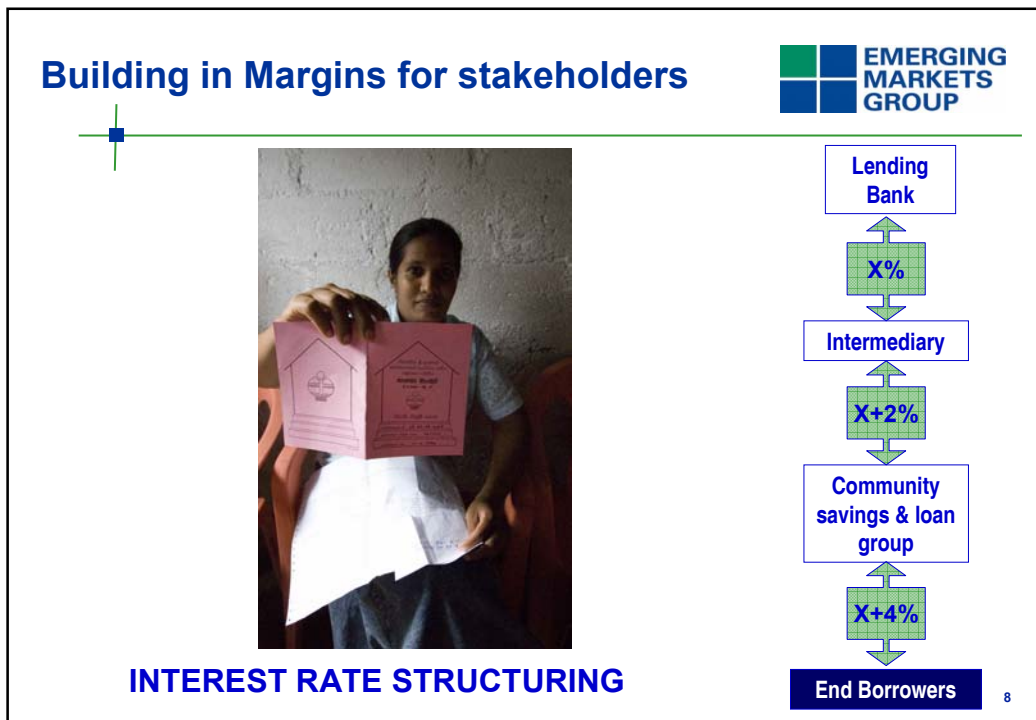 Building in Margins for stakeholders
EMERGING
MARKETS
GROUP
Lending
Bank
X%
Intermediary
X+2%
Community
savings & loan
group
X+4%
End Borrowers
INTEREST RATE STRUCTURING
8